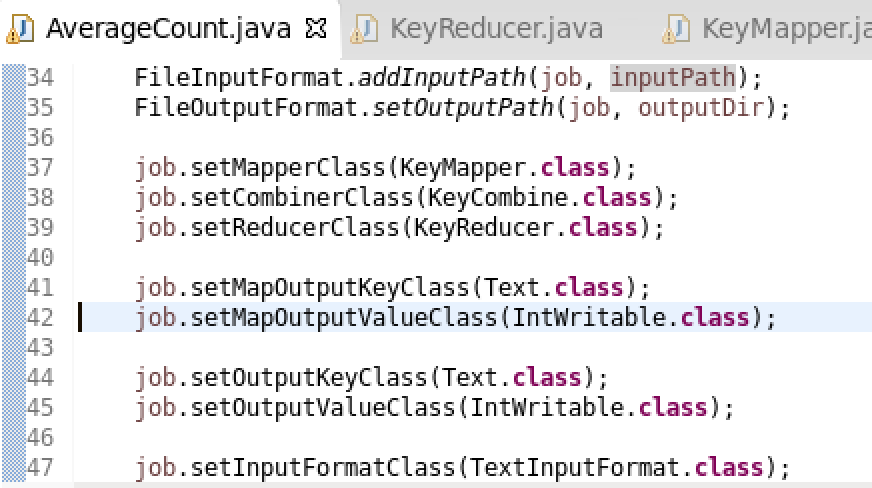 AverageCount.java KeyReducer.java KeyMapper.ja
34 FileInputFormat.addInputPath(job, inputPath);
35 FileOutputFormat.setOutputPath(job, outputDir);
36
37 job.setMapperClass(KeyMapper.class);
38 job.setCombinerClass(KeyCombine.class);
39 job.setReducerClass(KeyReducer.class);
40
41 job.setMapOutputKeyClass(Text.class);
42 job.setMapOutputValueClass(IntWritable.class);
43
44 job.setOutputKeyClass(Text.class);
45 job.setOutputValueClass(IntWritable.class);
46
47 job.setInputFormatClass(TextInputFormat.class);